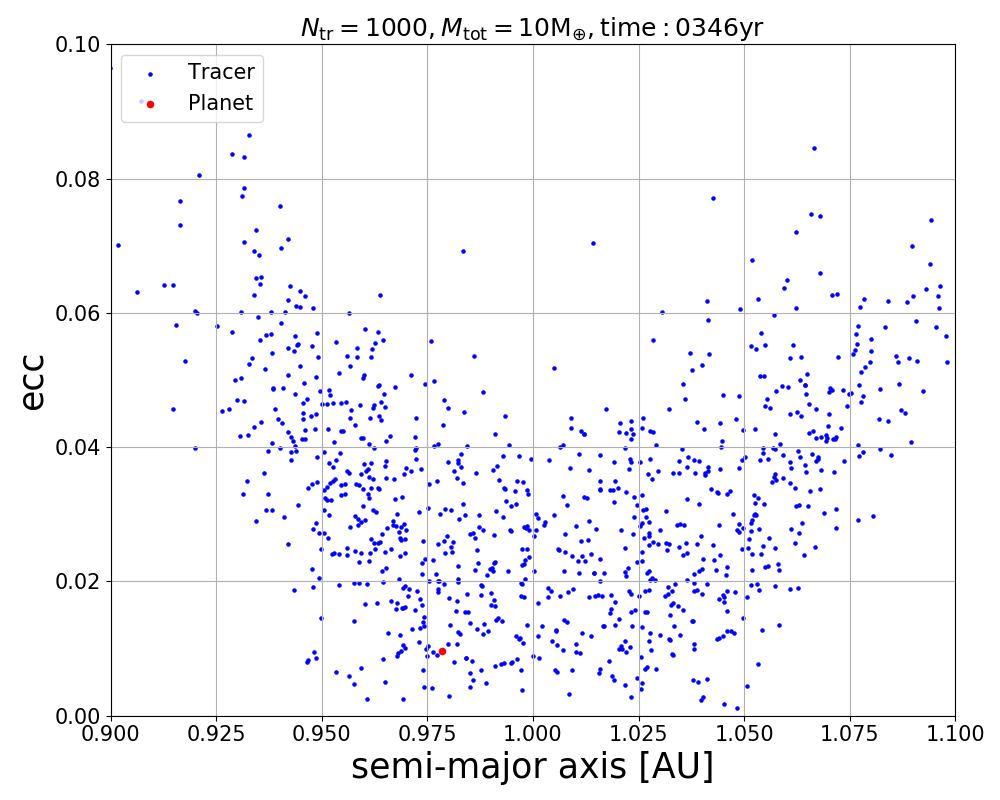 N_tr = 1000, M_tot = 10M_⊕, time : 0346yr
Tracer
Planet
0.10
0.08
0.06
0.04
0.02
0.00
ecc
0.900 0.925 0.950 0.975 1.000 1.025 1.050 1.075 1.100
semi-major axis [AU]